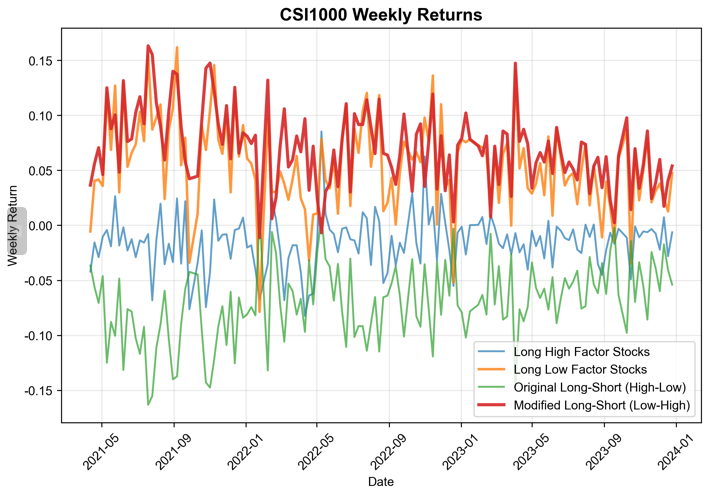 CSI1000 Weekly Returns
Weekly Return
0.15
0.10
0.05
0.00
-0.05
-0.10
-0.15
Long High Factor Stocks
Long Low Factor Stocks
Original Long-Short (High-Low)
Modified Long-Short (Low-High)
2021-05
2021-09
2022-01
2022-05
2022-09
2023-01
2023-05
2023-09
2024-01
Date